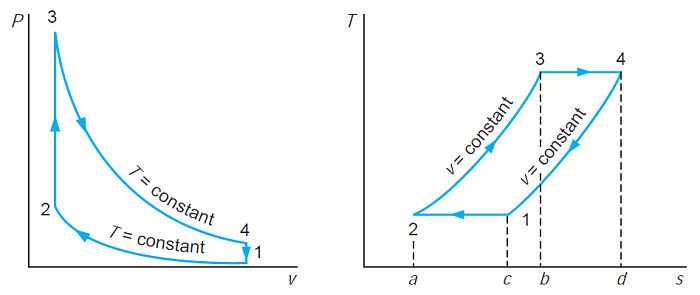 P
3
T = constant
2
T = constant
4
1
v
T
3
4
v = constant
v = constant
2
1
a
c
b
d
s